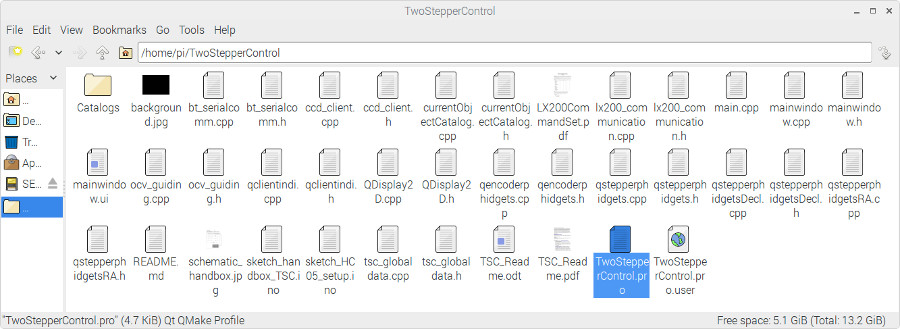 TwoStepperControl
File Edit View Bookmarks Go Tools Help
/home/pi/TwoStepperControl
Places
...
De...
Tr...
Ap...
SE...
...
Catalogs
background.jpg
bt_serialcomm.cpp
bt_serialcomm.h
ccd_client.cpp
ccd_client.h
currentObjectCatalog.cpp
currentObjectCatalog.h
LX200CommandSet.pdf
lx200_communication.cpp
lx200_communication.h
main.cpp
mainwindow.cpp
mainwindow.h
mainwindow.ui
ocv_guiding.cpp
ocv_guiding.h
qclientindi.cpp
qclientindi.h
QDisplay2D.cpp
QDisplay2D.h
qencoderphidgets.cpp
qencoderphidgets.h
qstepperphidgets.cpp
qstepperphidgets.h
qstepperphidgetsDecl.cpp
qstepperphidgetsDecl.h
qstepperphidgetsRA.cpp
qstepperphidgetsRA.h
README.md
schematic_handbox.jpg
sketch_handbox_TSC.ino
sketch_HC05_setup.ino
tsc_globaldata.cpp
tsc_globaldata.h
TSC_Readme.odt
TSC_Readme.pdf
TwoStepperControl.pro
TwoStepperControl.pro.user
"TwoStepperControl.pro" (4.7 KiB) Qt QMake Profile
Free space: 5.1 GiB (Total: 13.2 GiB)